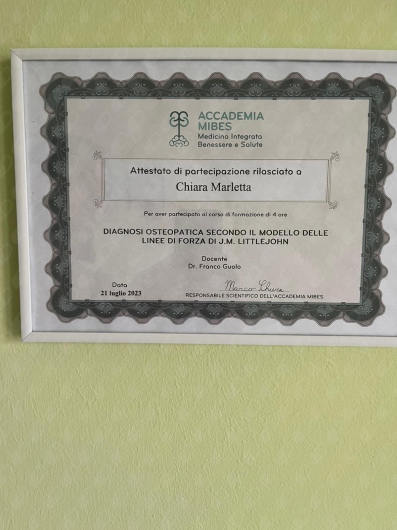 ACCADEMIA
MIBES
Medicina Integrata
Benessere e Salute
Attestato di partecipazione rilasciato a
Chiara Marletta
Per aver partecipato al corso di formazione di 4 ore
DIAGNOSI OSTEOPATICA SECONDO IL MODELLO DELLE
LINEE DI FORZA DI J.M. LITTLEJOHN
Docente
Dr. Franco Guolo
Data
21 luglio 2023
RESPONSABILE SCIENTIFICO DELL'ACCADEMIA MIBES